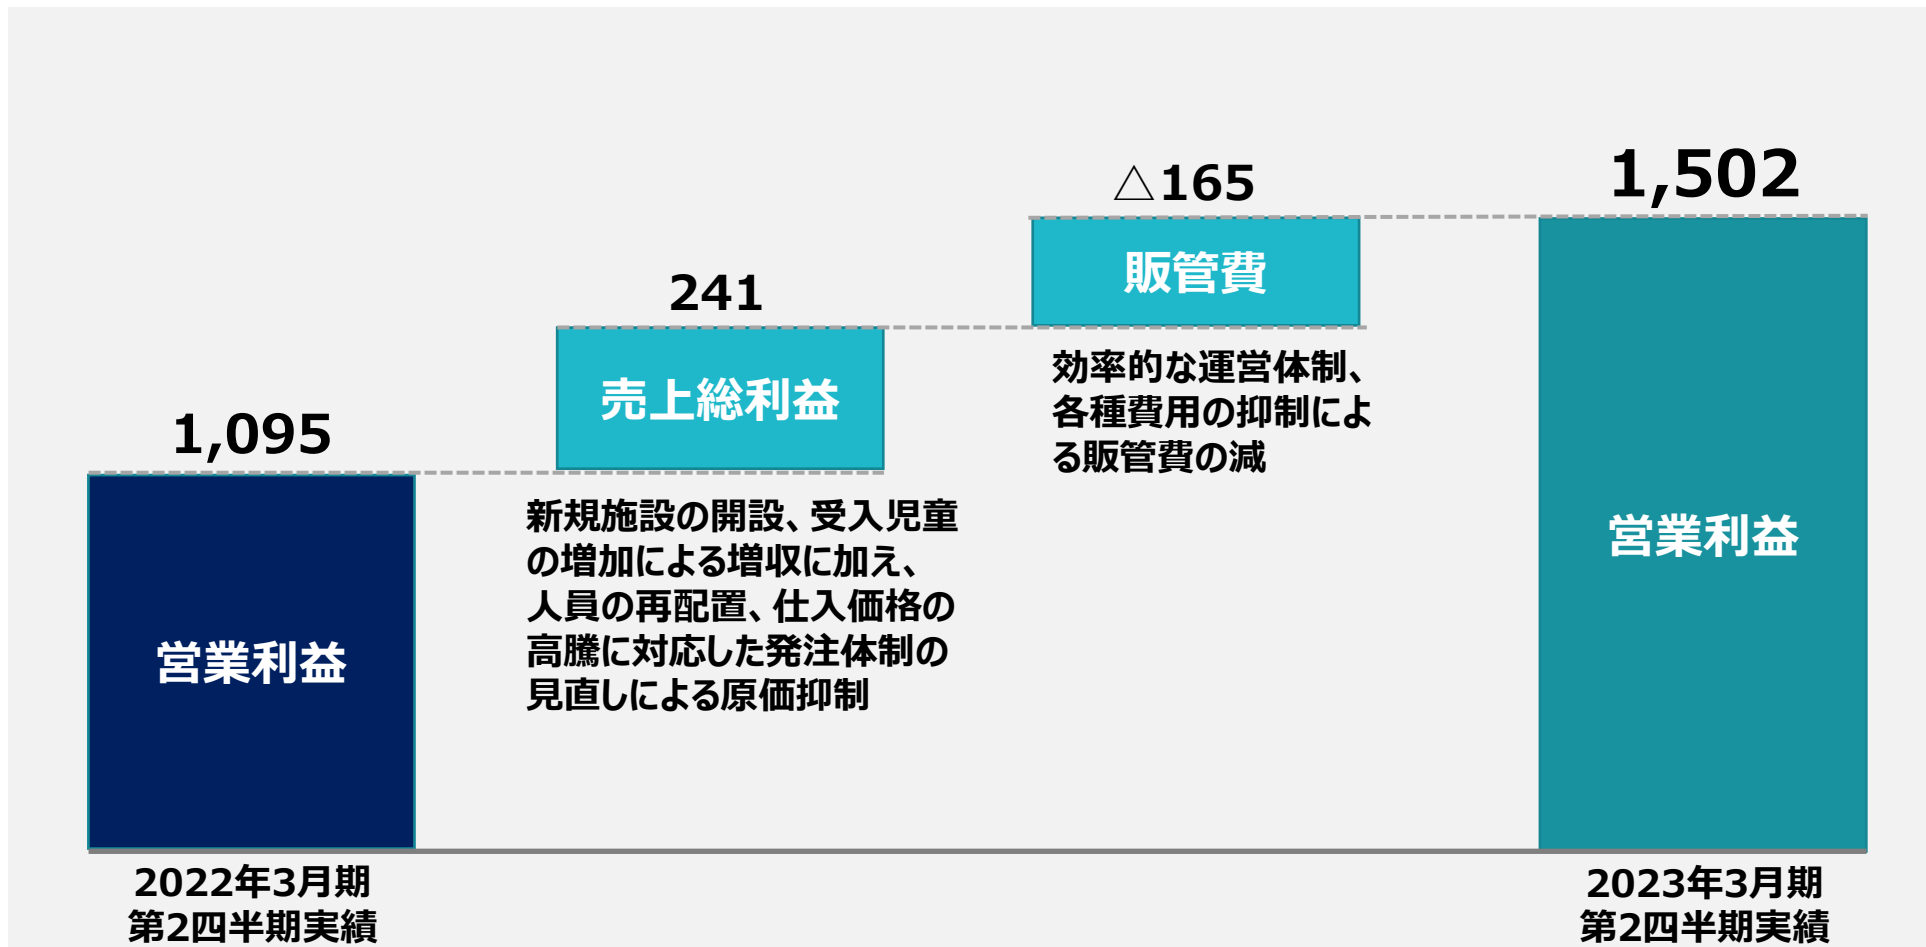 1,095
営業利益
2022年3月期
第2四半期実績
241
売上総利益
新規施設の開設、受入児童
の増加による増収に加え、
人員の再配置、仕入価格の
高騰に対応した発注体制の
見直しによる原価抑制
△165
販管費
効率的な運営体制、
各種費用の抑制によ
る販管費の減
1,502
営業利益
2023年3月期
第2四半期実績